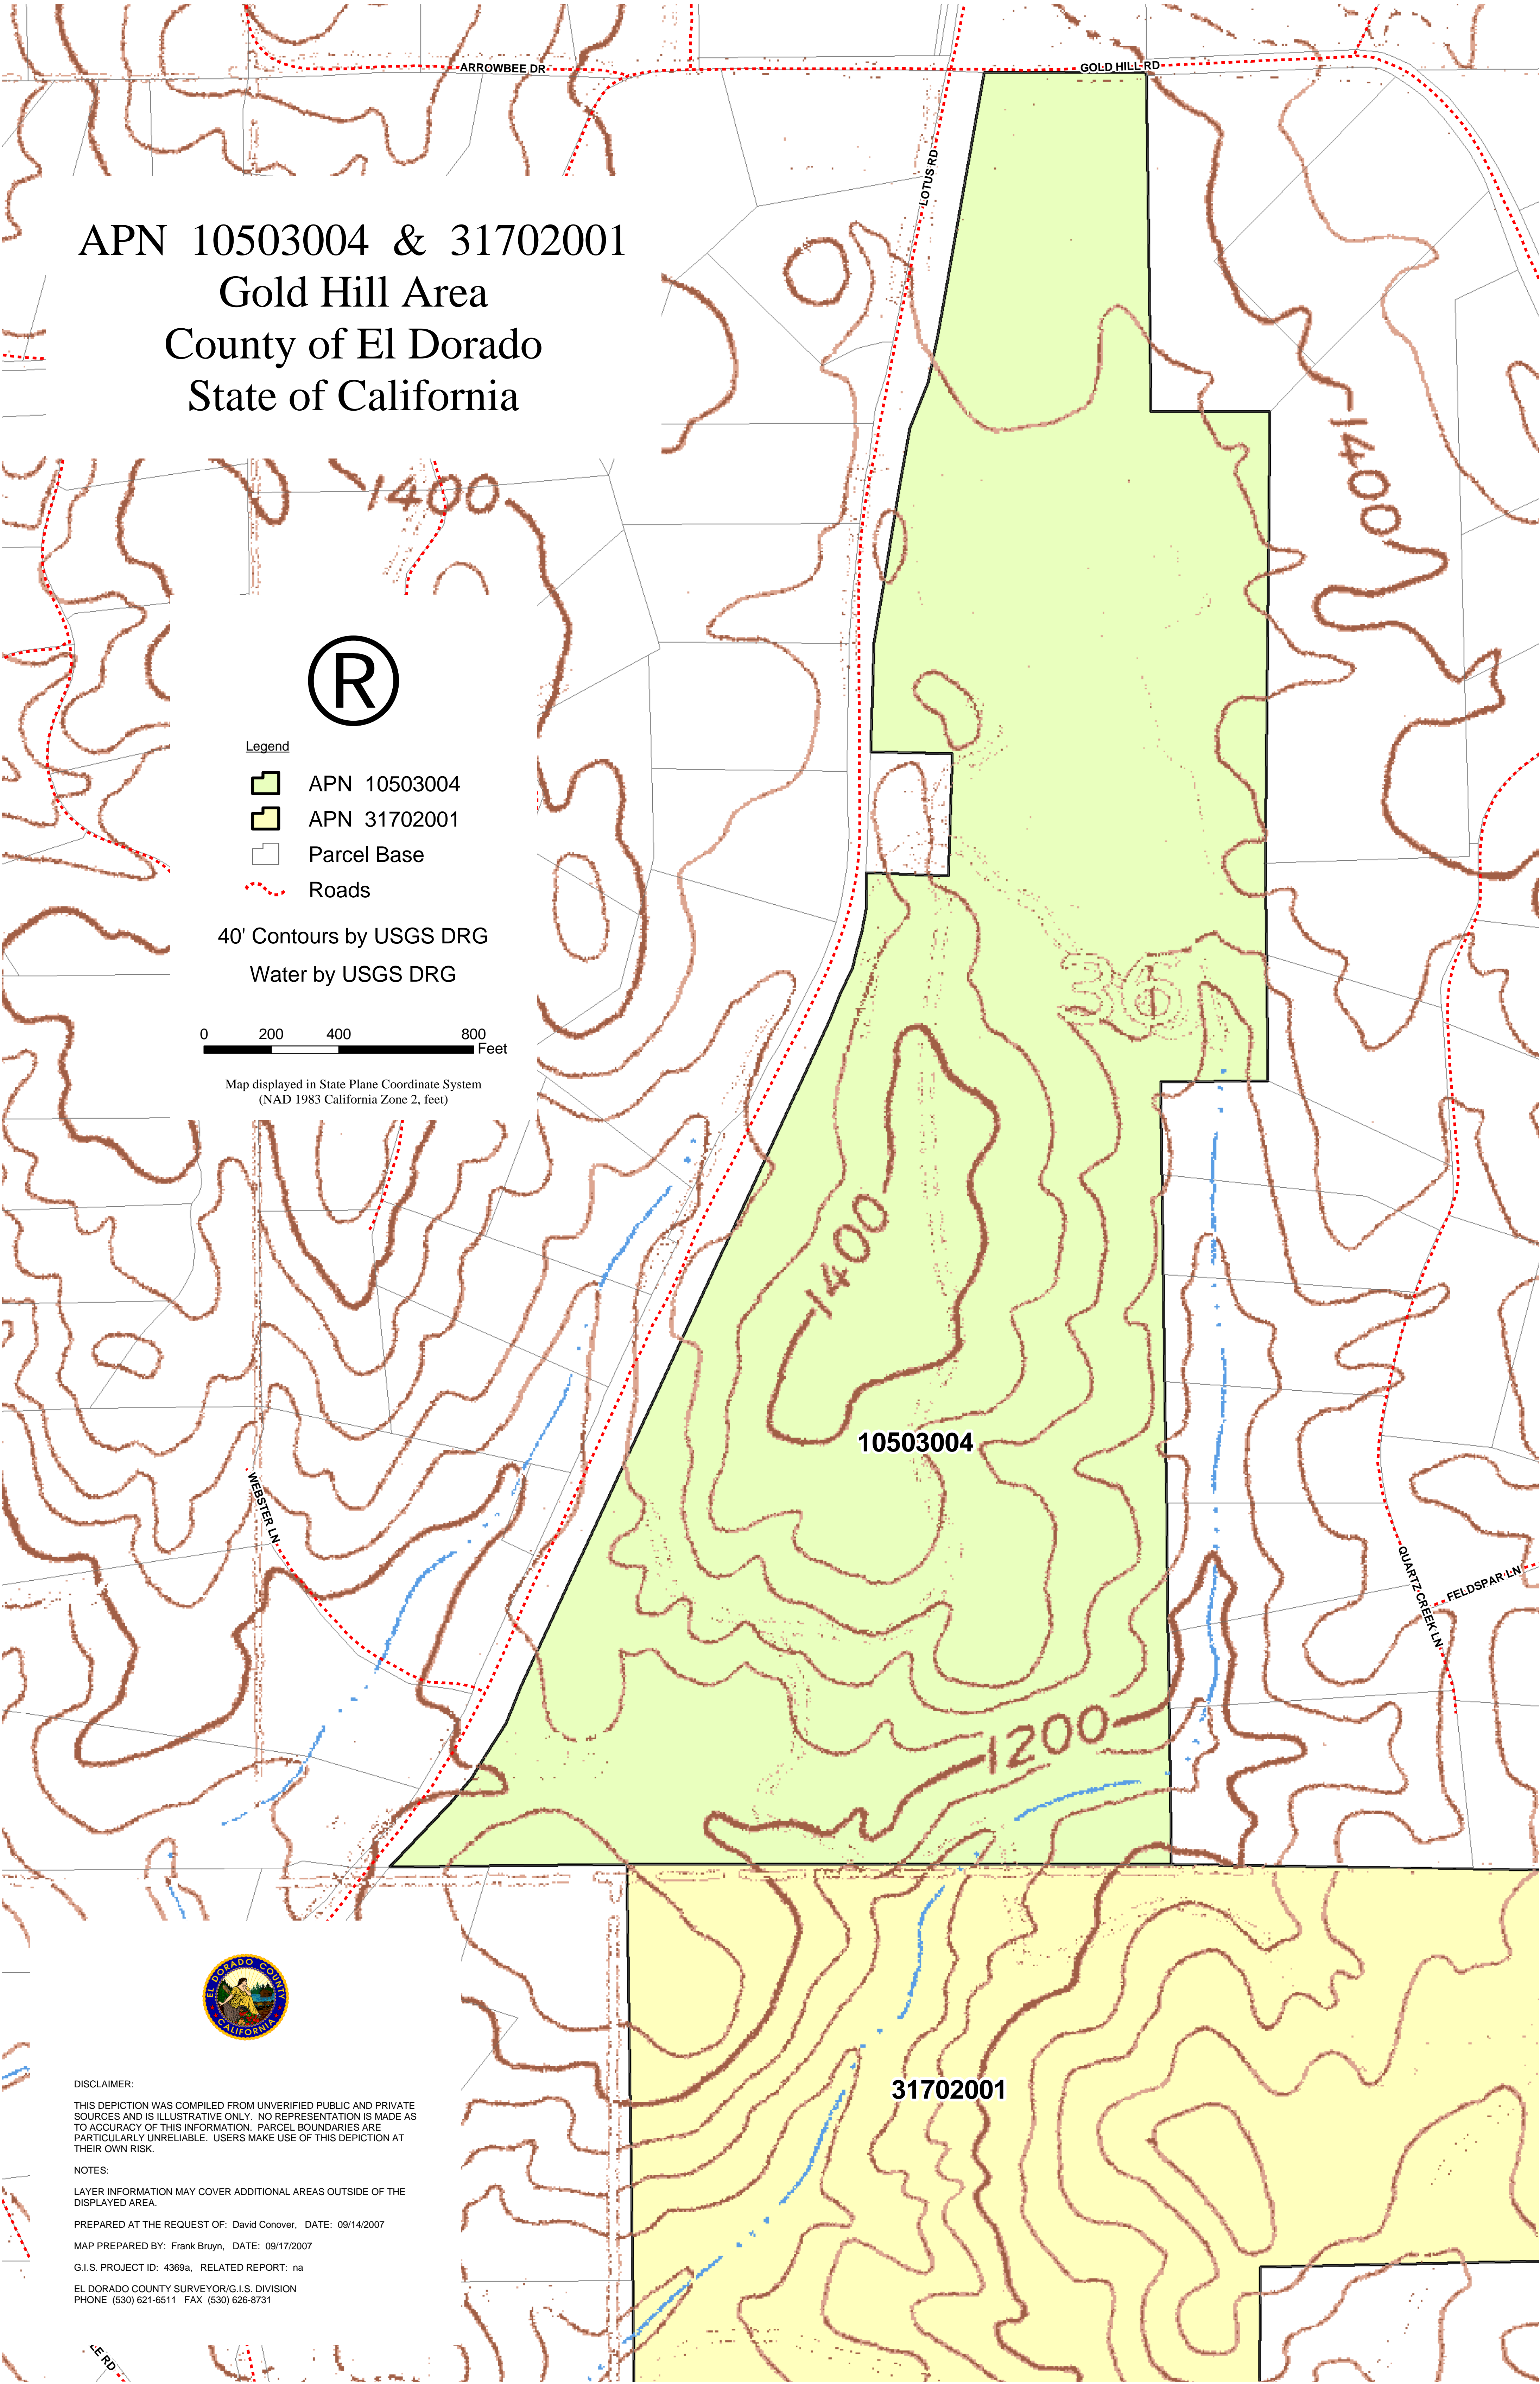 ARROWBEE DR
GOLD HILL RD
LOTUS RD
APN 10503004 & 31702001
Gold Hill Area
County of El Dorado
State of California
1400
1400
®
Legend
APN 10503004
APN 31702001
Parcel Base
Roads
40' Contours by USGS DRG
Water by USGS DRG
0 200 400 800
Feet
Map displayed in State Plane Coordinate System
(NAD 1983 California Zone 2, feet)
36
1400
10503004
WEBSTER LN
QUARTZ CREEK LN
FELDSPAR LN
1200
EL DORADO COUNTY
CALIFORNIA
31702001
DISCLAIMER:
THIS DEPICTION WAS COMPILED FROM UNVERIFIED PUBLIC AND PRIVATE
SOURCES AND IS ILLUSTRATIVE ONLY. NO REPRESENTATION IS MADE AS
TO ACCURACY OF THIS INFORMATION. PARCEL BOUNDARIES ARE
PARTICULARLY UNRELIABLE. USERS MAKE USE OF THIS DEPICTION AT
THEIR OWN RISK.
NOTES:
LAYER INFORMATION MAY COVER ADDITIONAL AREAS OUTSIDE OF THE
DISPLAYED AREA.
PREPARED AT THE REQUEST OF: David Conover, DATE: 09/14/2007
MAP PREPARED BY: Frank Bruyn, DATE: 09/17/2007
G.I.S. PROJECT ID: 4369a, RELATED REPORT: na
EL DORADO COUNTY SURVEYOR/G.I.S. DIVISION
PHONE (530) 621-6511 FAX (530) 626-8731
RD